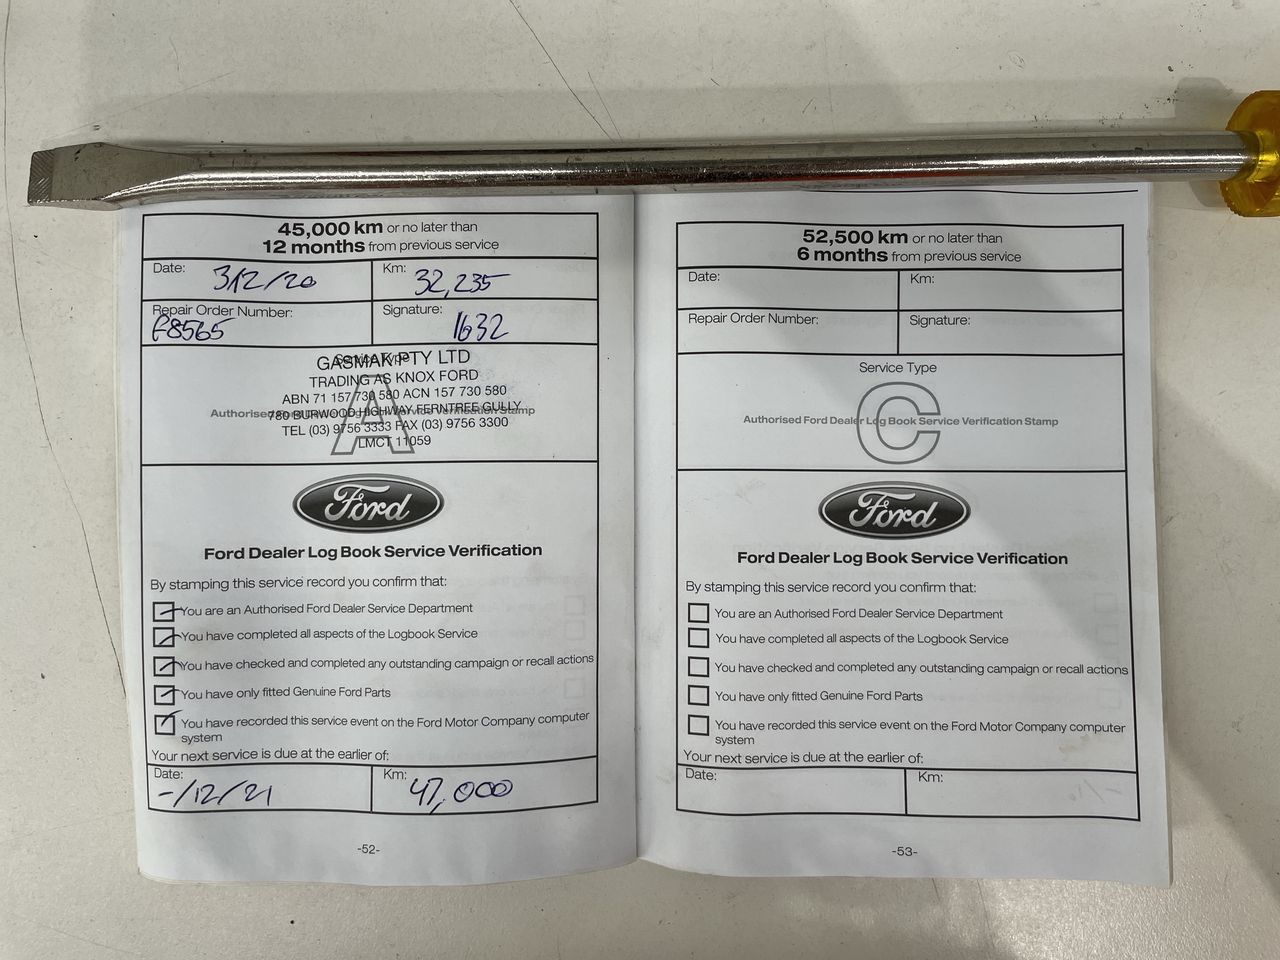 45,000 km or no later than
12 months from previous service
Date: 3/12/20
Km: 32,235
Repair Order Number:
F8565
Signature: 1632
Service Type
A
Authorised Ford Dealer Log Book Service Verification Stamp
GASMAK PTY LTD
TRADING AS KNOX FORD
ABN 71 157 730 580 ACN 157 730 580
780 BURWOOD HIGHWAY FERNTREE GULLY
TEL (03) 9756 3333 FAX (03) 9756 3300
LMCT 11059
Ford
Ford Dealer Log Book Service Verification
By stamping this service record you confirm that:
You are an Authorised Ford Dealer Service Department
You have completed all aspects of the Logbook Service
You have checked and completed any outstanding campaign or recall actions
You have only fitted Genuine Ford Parts
You have recorded this service event on the Ford Motor Company computer
system
Your next service is due at the earlier of:
Date: -/12/21
Km: 47,000
-52-
52,500 km or no later than
6 months from previous service
Date:
Km:
Repair Order Number:
Signature:
Service Type
C
Authorised Ford Dealer Log Book Service Verification Stamp
Ford
Ford Dealer Log Book Service Verification
By stamping this service record you confirm that:
You are an Authorised Ford Dealer Service Department
You have completed all aspects of the Logbook Service
You have checked and completed any outstanding campaign or recall actions
You have only fitted Genuine Ford Parts
You have recorded this service event on the Ford Motor Company computer
system
Your next service is due at the earlier of:
Date:
Km:
-53-